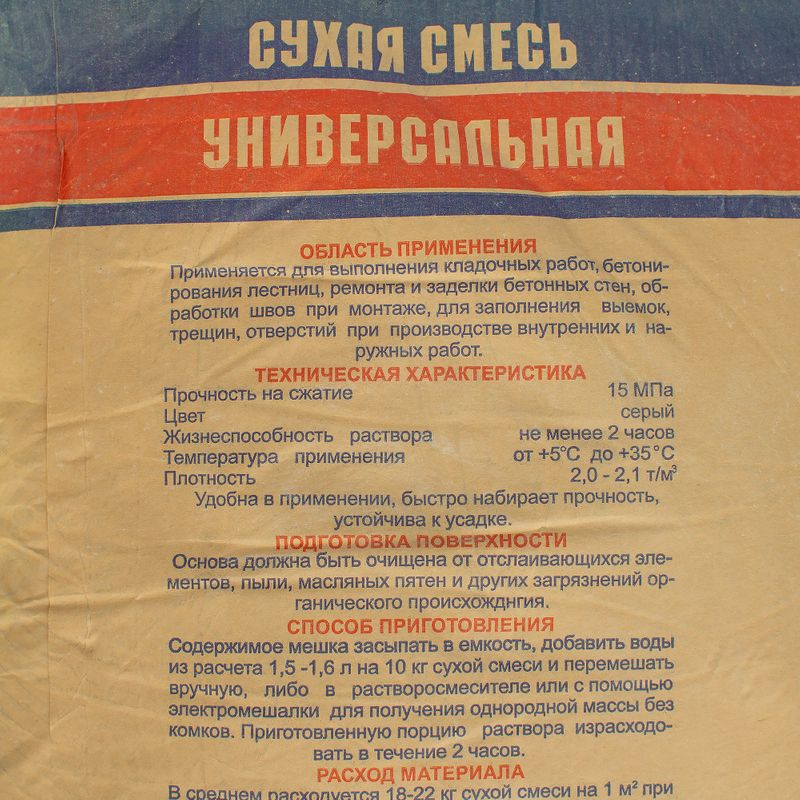 СУХАЯ СМЕСЬ
УНИВЕРСАЛЬНАЯ
ОБЛАСТЬ ПРИМЕНЕНИЯ
Применяется для выполнения кладочных работ, бетони-
рования лестниц, ремонта и заделки бетонных стен, об-
работки швов при монтаже, для заполнения выемок,
трещин, отверстий при производстве внутренних и на-
ружных работ.
ТЕХНИЧЕСКАЯ ХАРАКТЕРИСТИКА
Прочность на сжатие 15 МПа
Цвет серый
Жизнеспособность раствора не менее 2 часов
Температура применения от +5°С до +35°С
Плотность 2,0 - 2,1 т/м³
Удобна в применении, быстро набирает прочность,
устойчива к усадке.
ПОДГОТОВКА ПОВЕРХНОСТИ
Основа должна быть очищена от отслаивающихся эле-
ментов, пыли, масляных пятен и других загрязнений ор-
ганического происхожднгия.
СПОСОБ ПРИГОТОВЛЕНИЯ
Содержимое мешка засыпать в емкость, добавить воды
из расчета 1,5 -1,6 л на 10 кг сухой смеси и перемешать
вручную, либо в растворосмесителе или с помощью
электромешалки для получения однородной массы без
комков. Приготовленную порцию раствора израсходо-
вать в течение 2 часов.
РАСХОД МАТЕРИАЛА
В среднем расходуется 18-22 кг сухой смеси на 1 м² при